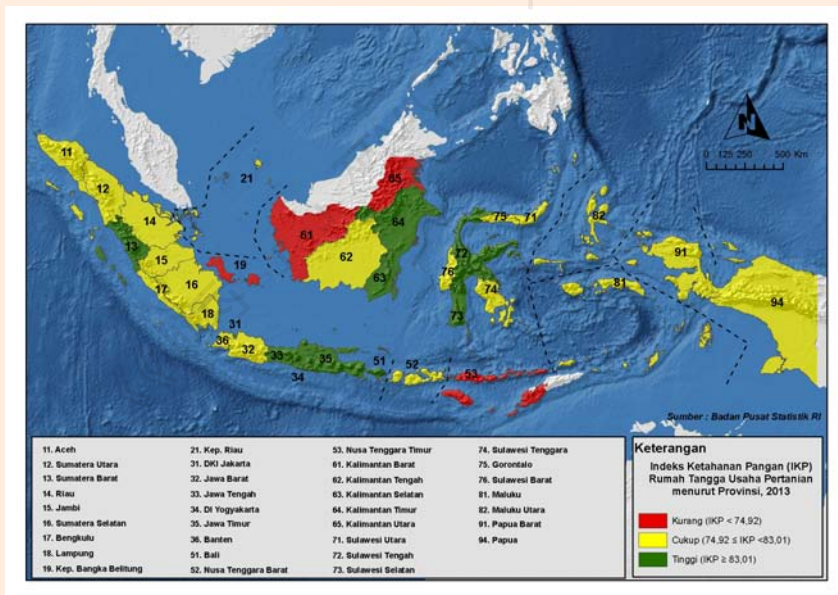 11
12
13
14
15
16
17
18
19
21
31
32
33
34
35
36
51
52
53
61
62
63
64
65
71
72
73
74
75
76
81
82
91
94
N
0 125 250 500 Km
Sumber : Badan Pusat Statistik RI
11. Aceh
12. Sumatera Utara
13. Sumatera Barat
14. Riau
15. Jambi
16. Sumatera Selatan
17. Bengkulu
18. Lampung
19. Kep. Bangka Belitung
21. Kep. Riau
31. DKI Jakarta
32. Jawa Barat
33. Jawa Tengah
34. DI Yogyakarta
35. Jawa Timur
36. Banten
51. Bali
52. Nusa Tenggara Barat
53. Nusa Tenggara Timur
61. Kalimantan Barat
62. Kalimantan Tengah
63. Kalimantan Selatan
64. Kalimantan Timur
65. Kalimantan Utara
71. Sulawesi Utara
72. Sulawesi Tengah
73. Sulawesi Selatan
74. Sulawesi Tenggara
75. Gorontalo
76. Sulawesi Barat
81. Maluku
82. Maluku Utara
91. Papua Barat
94. Papua
Keterangan
Indeks Ketahanan Pangan (IKP)
Rumah Tangga Usaha Pertanian
menurut Provinsi, 2013
Kurang (IKP < 74,92)
Cukup (74,92 ≤ IKP <83,01)
Tinggi (IKP ≥ 83,01)